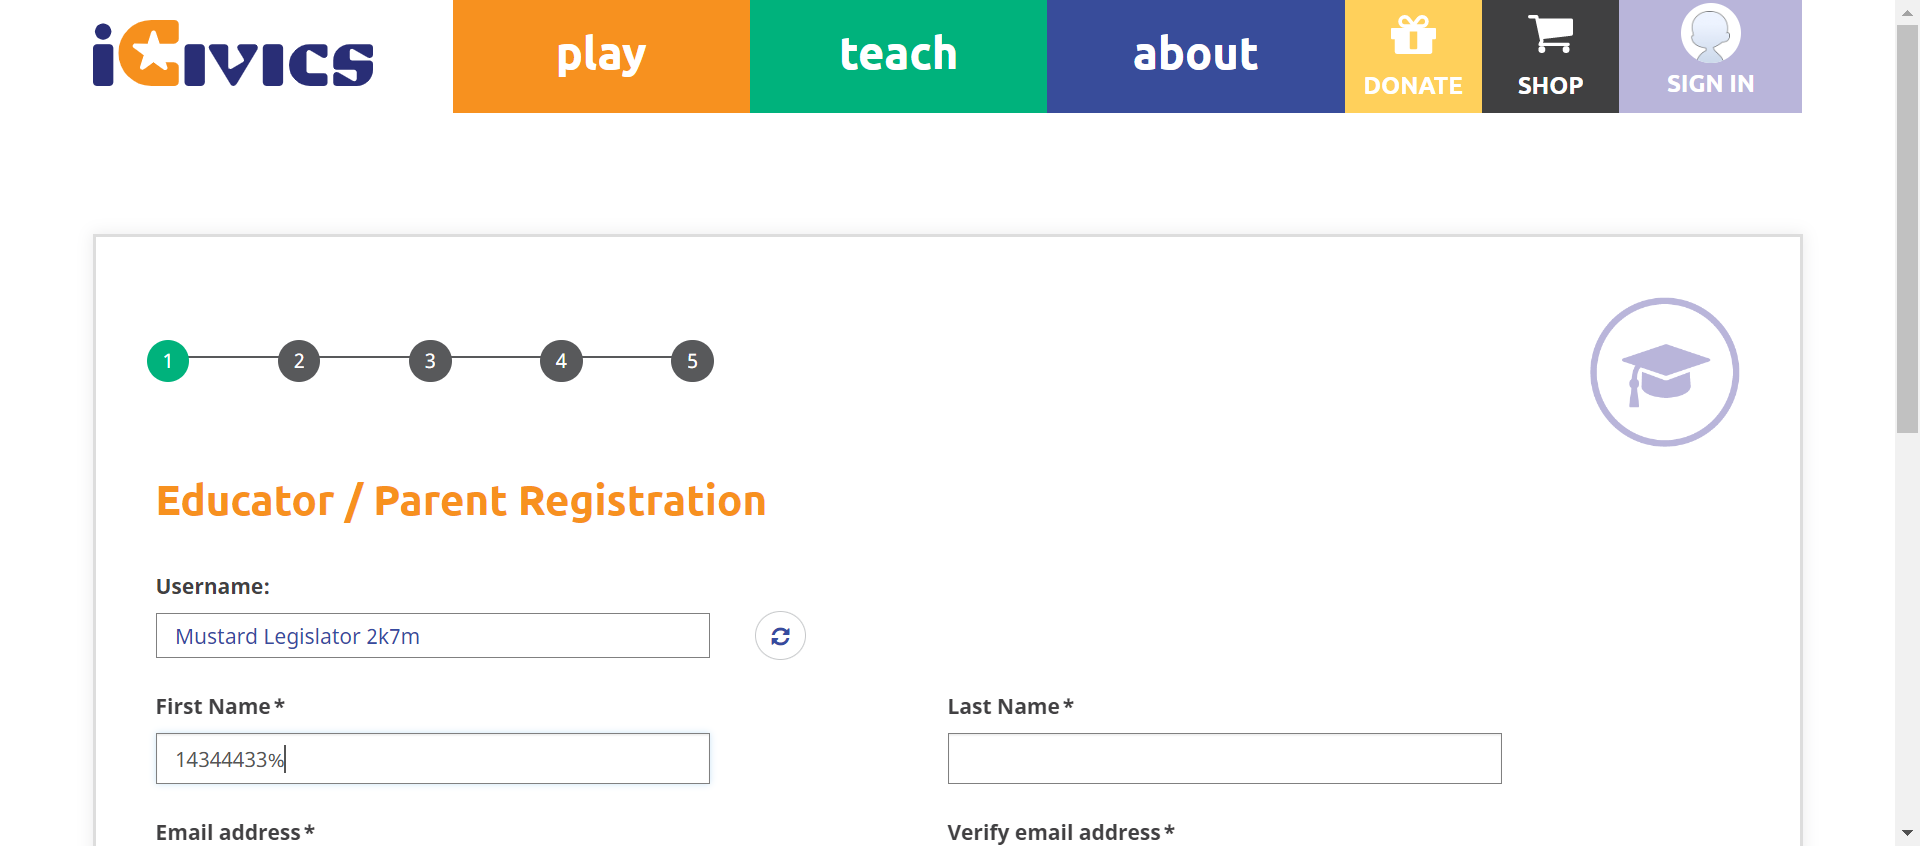 iCivics
play
teach
about
DONATE
SHOP
SIGN IN
1 2 3 4 5
Educator / Parent Registration
Username:
Mustard Legislator 2k7m
First Name*
Last Name*
14344433%
Email address*
Verify email address*